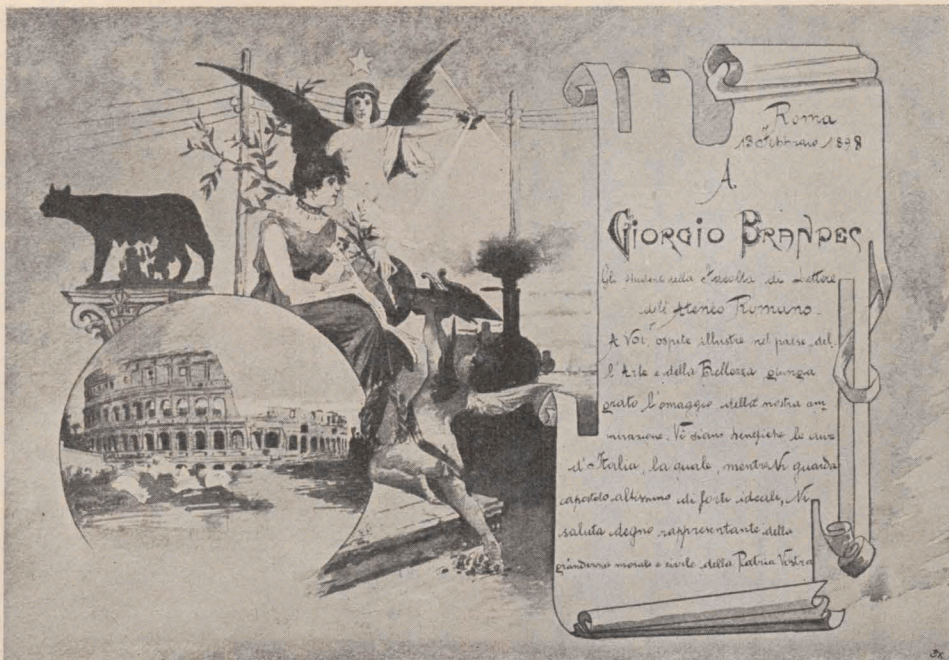 Roma
13 Febbraio 1898
A
GIORGIO BRANDES
Gli studenti della Facoltà di Lettere
dell'Ateneo Romano.
A Voi, ospite illustre nel paese del-
l'Arte e della Bellezza giunga
grato l'omaggio della nostra am
mirazione. Vi siano benefiche le aure
d'Italia, la quale, mentre Vi guarda
apostolo altissimo di forti ideali, Vi
saluta degno rappresentante della
grandezza morale e civile della Patria Vostra